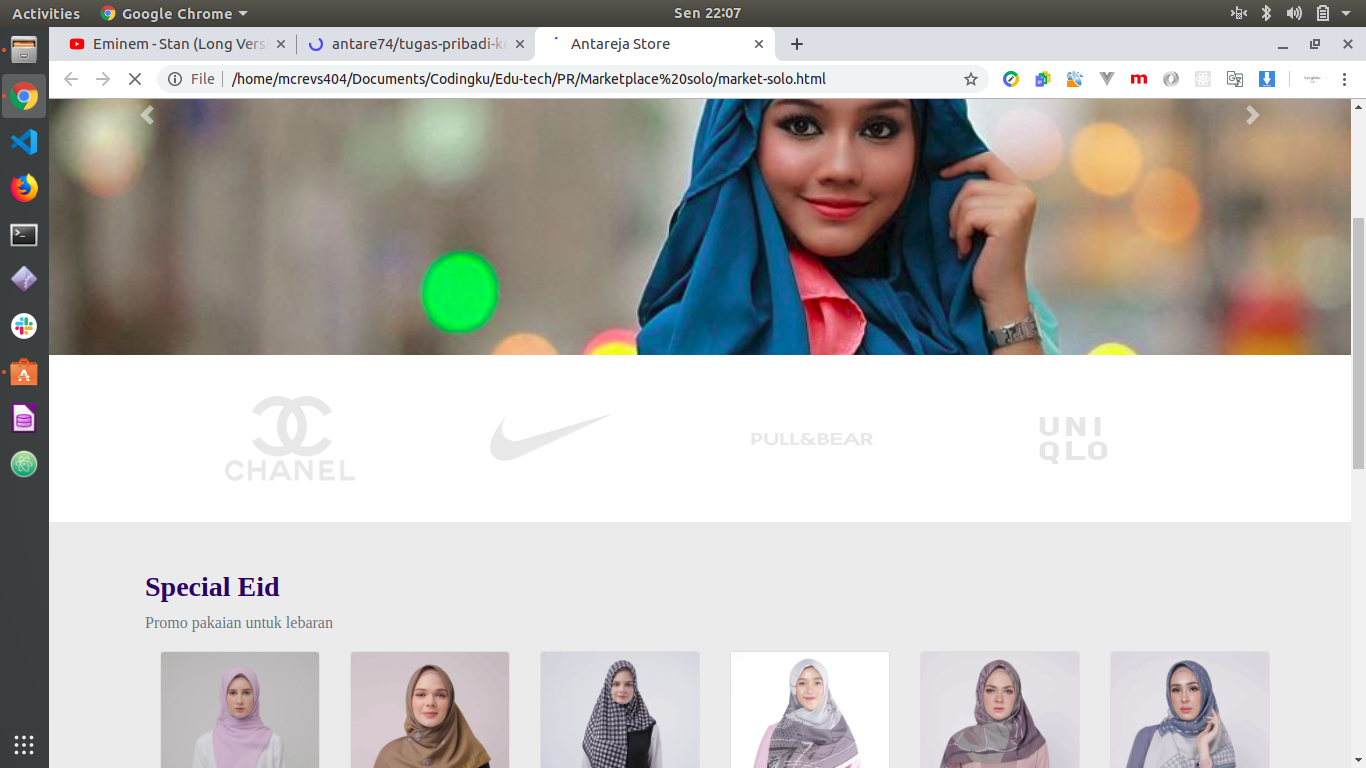 Activities
Google Chrome
Sen 22:07
Eminem - Stan (Long Vers
antare74/tugas-pribadi-k
Antareja Store
File
/home/mcrevs404/Documents/Codingku/Edu-tech/PR/Marketplace%20solo/market-solo.html
CHANEL
PULL&BEAR
UNI
QLO
Special Eid
Promo pakaian untuk lebaran